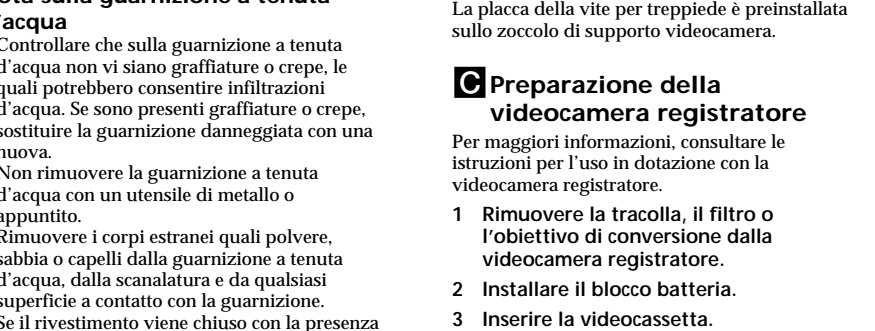 sulla guarnizione a tenuta
'acqua
Controllare che sulla guarnizione a tenuta
d'acqua non vi siano graffiature o crepe, le
quali potrebbero consentire infiltrazioni
d'acqua. Se sono presenti graffiature o crepe,
sostituire la guarnizione danneggiata con una
nuova.
Non rimuovere la guarnizione a tenuta
d'acqua con un utensile di metallo o
appuntito.
Rimuovere i corpi estranei quali polvere,
sabbia o capelli dalla guarnizione a tenuta
d'acqua, dalla scanalatura e da qualsiasi
superficie a contatto con la guarnizione.
Se il rivestimento viene chiuso con la presenza
La placca della vite per treppiede è preinstallata
sullo zoccolo di supporto videocamera.
C Preparazione della
videocamera registratore
Per maggiori informazioni, consultare le
istruzioni per l'uso in dotazione con la
videocamera registratore.
1 Rimuovere la tracolla, il filtro o
l'obiettivo di conversione dalla
videocamera registratore.
2 Installare il blocco batteria.
3 Inserire la videocassetta.